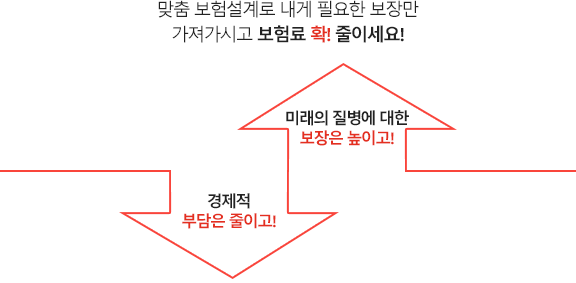 맞춤 보험설계로 내게 필요한 보장만
가져가시고 보험료 확! 줄이세요!
미래의 질병에 대한
보장은 높이고!
경제적
부담은 줄이고!